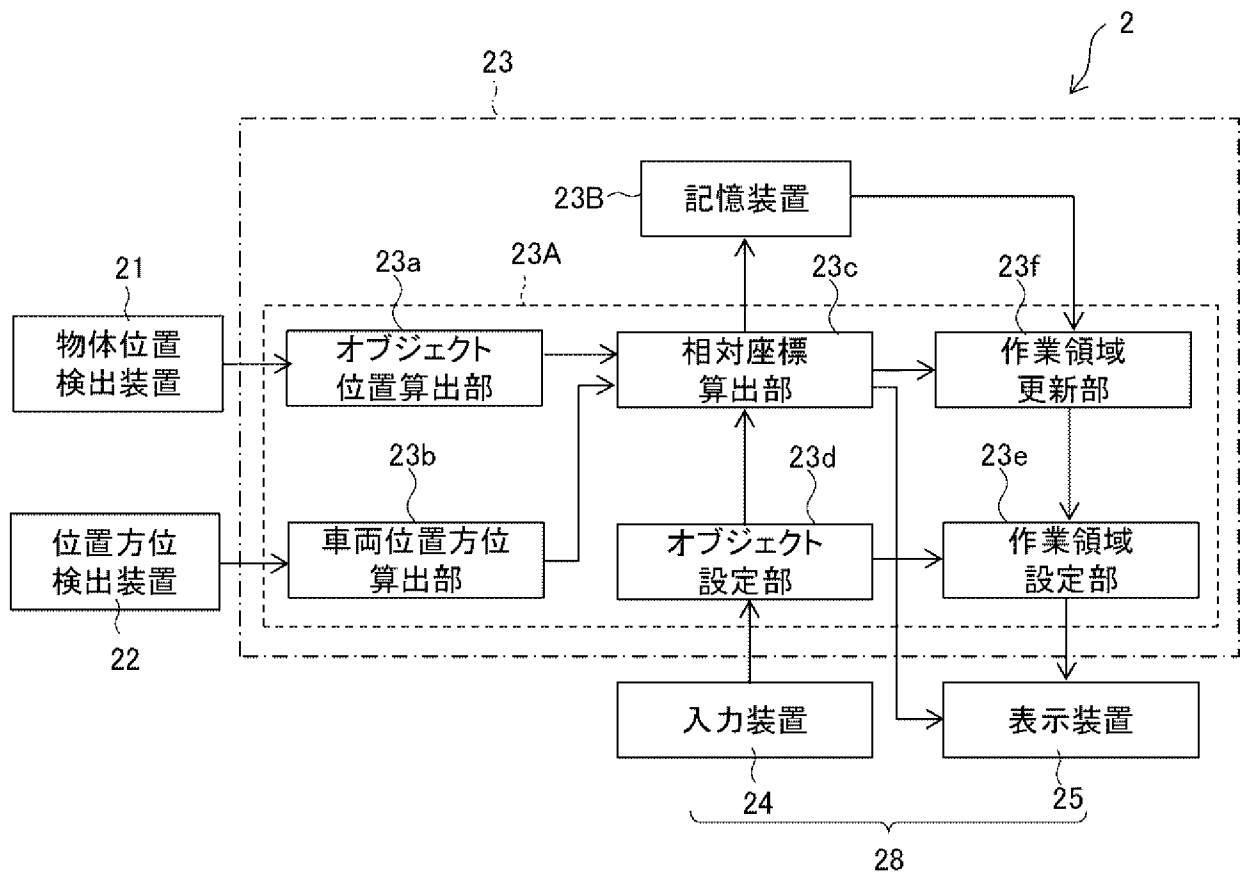 2
23
23B
記憶装置
21
23a
23A
23c
23f
物体位置
検出装置
オブジェクト
位置算出部
相対座標
算出部
作業領域
更新部
23b
23d
23e
位置方位
検出装置
車両位置方位
算出部
オブジェクト
設定部
作業領域
設定部
22
入力装置
表示装置
24
25
28